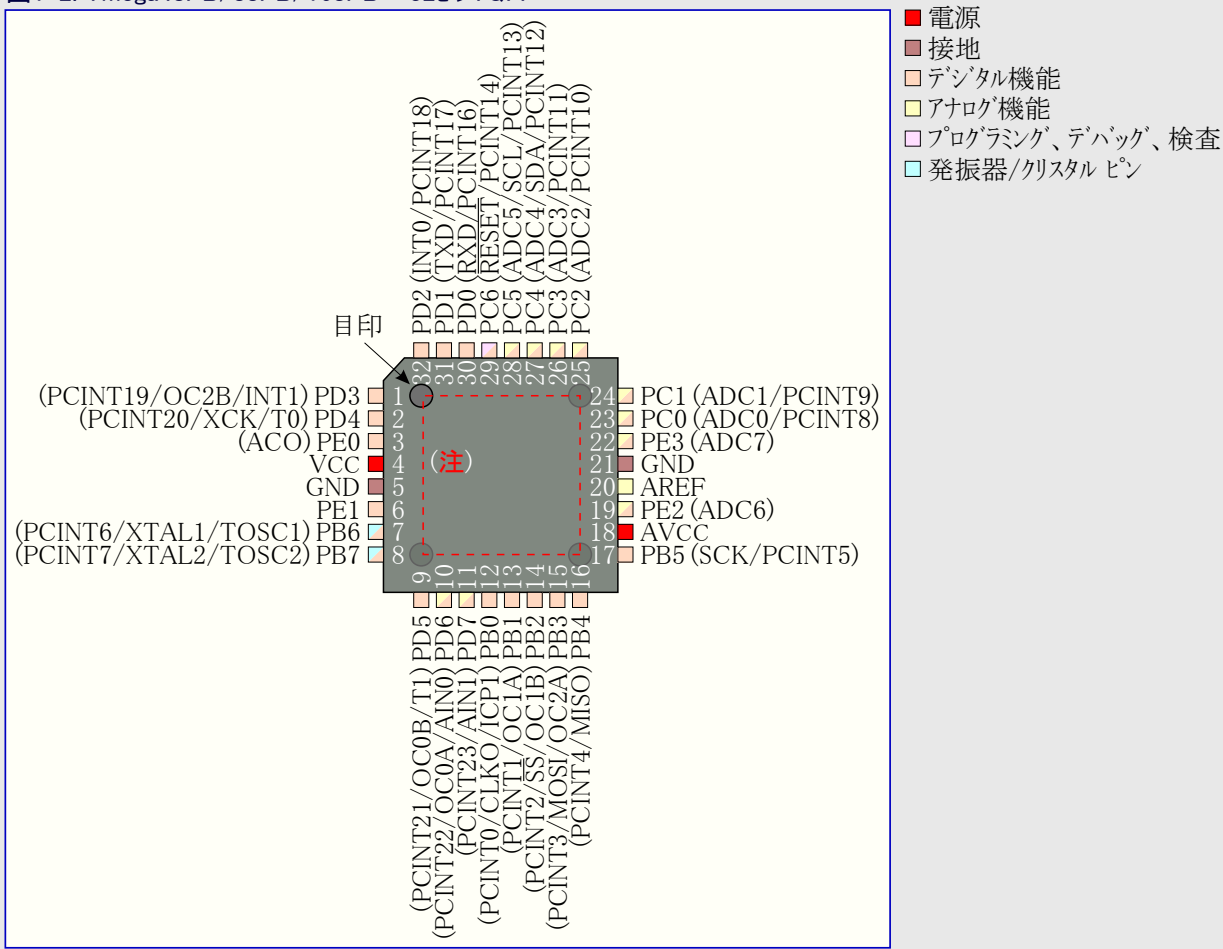 電源
接地
デジタル機能
アナログ機能
プログラミング、デバッグ、検査
発振器/クリスタル ピン
PD2 (INT0/PCINT18)
PD1 (TXD/PCINT17)
PD0 (RXD/PCINT16)
PC6 (RESET/PCINT14)
PC5 (ADC5/SCL/PCINT13)
PC4 (ADC4/SDA/PCINT12)
PC3 (ADC3/PCINT11)
PC2 (ADC2/PCINT10)
目印
32 31 30 29 28 27 26 25
(PCINT19/OC2B/INT1) PD3 1
(PCINT20/XCK/T0) PD4 2
(ACO) PE0 3
VCC 4
GND 5
PE1 6
(PCINT6/XTAL1/TOSC1) PB6 7
(PCINT7/XTAL2/TOSC2) PB7 8
(注)
24 PC1 (ADC1/PCINT9)
23 PC0 (ADC0/PCINT8)
22 PE3 (ADC7)
21 GND
20 AREF
19 PE2 (ADC6)
18 AVCC
17 PB5 (SCK/PCINT5)
9 10 11 12 13 14 15 16
(PCINT21/OC0B/T1) PD5
(PCINT22/OC0A/AIN0) PD6
(PCINT23/AIN1) PD7
(PCINT0/CLKO/ICP1) PB0
(PCINT1/OC1A) PB1
(PCINT2/SS/OC1B) PB2
(PCINT3/MOSI/OC2A) PB3
(PCINT4/MISO) PB4